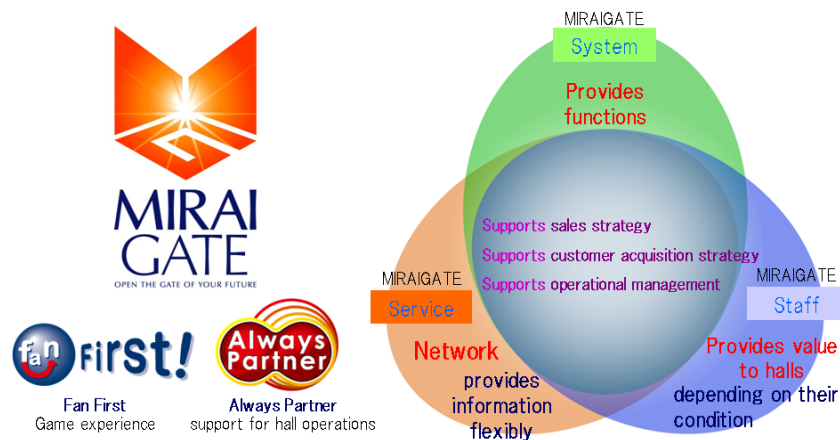 MIRAI
GATE
OPEN THE GATE OF YOUR FUTURE
fan First!
Fan First
Game experience
Always
Partner
Always Partner
support for hall operations
MIRAIGATE
System
Provides
functions
Supports sales strategy
Supports customer acquisition strategy
Supports operational management
MIRAIGATE
Service
Network
provides
information
flexibly
MIRAIGATE
Staff
Provides value
to halls
depending on their
condition